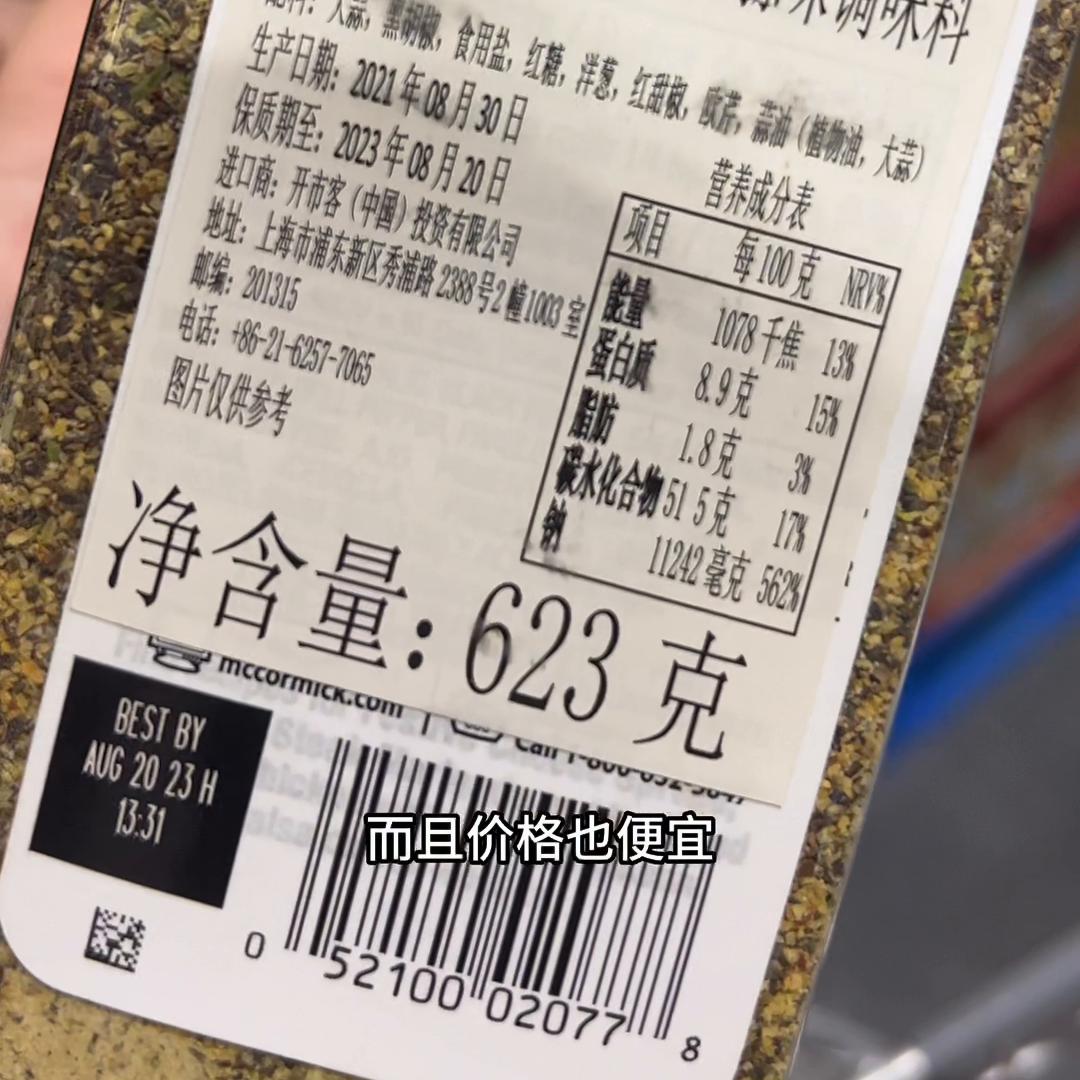 味调味料
配料：大蒜，黑胡椒，食用盐，红糖，洋葱，红甜椒，欧芹，蒜油（植物油，大蒜）
生产日期：2021年08月30日
保质期至：2023年08月20日
进口商：开市客（中国）投资有限公司
地址：上海市浦东新区秀浦路2388号2幢1003室
邮编：201315
电话：+86-21-6257-7065
图片仅供参考
营养成分表
项目 每100克 NRV%
能量 1078千焦 13%
蛋白质 8.9克 15%
脂肪 1.8克 3%
碳水化合物 51 5克 17%
钠 11242毫克 562%
净含量：623克
mccormick.com |
BEST BY
AUG 20 23 H
13:31
而且价格也便宜
0 52100 02077 8